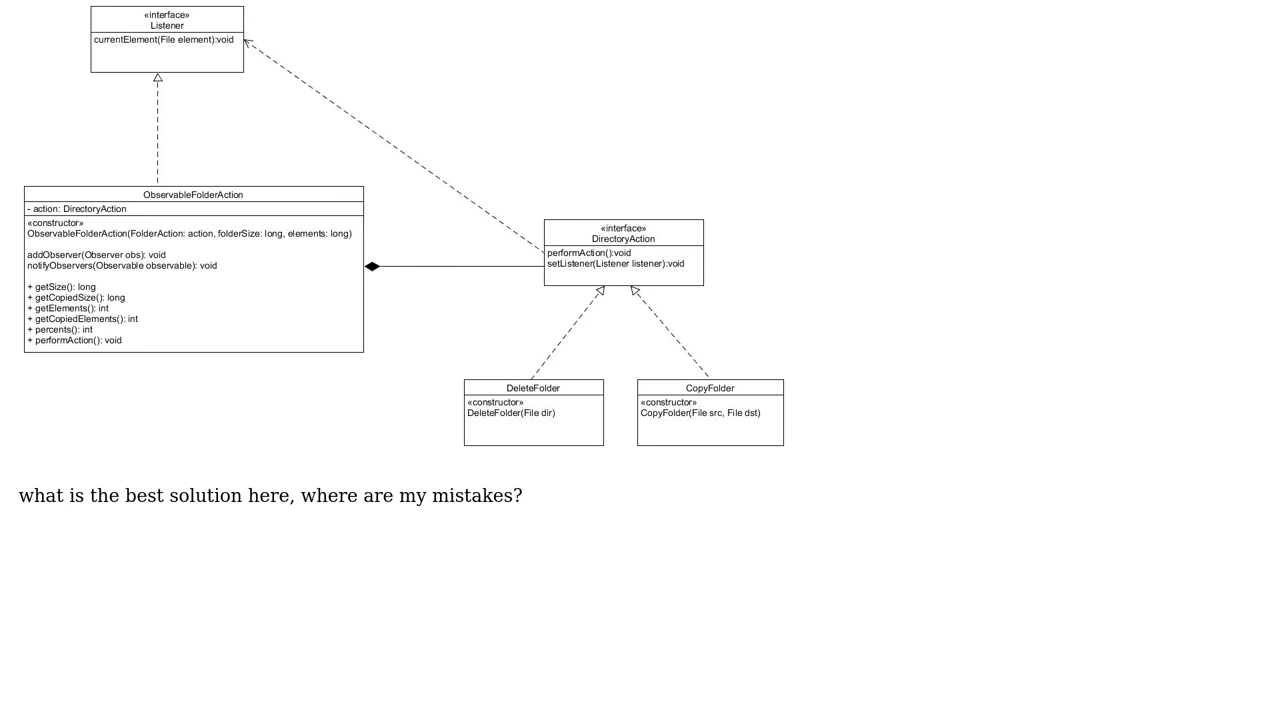 «interface»
Listener
currentElement(File element):void
ObservableFolderAction
- action: DirectoryAction
«constructor»
ObservableFolderAction(FolderAction: action, folderSize: long, elements: long)
addObserver(Observer obs): void
notifyObservers(Observable observable): void
+ getSize(): long
+ getCopiedSize(): long
+ getElements(): int
+ getCopiedElements(): int
+ percents(): int
+ performAction(): void
«interface»
DirectoryAction
performAction():void
setListener(Listener listener):void
DeleteFolder
«constructor»
DeleteFolder(File dir)
CopyFolder
«constructor»
CopyFolder(File src, File dst)
what is the best solution here, where are my mistakes?